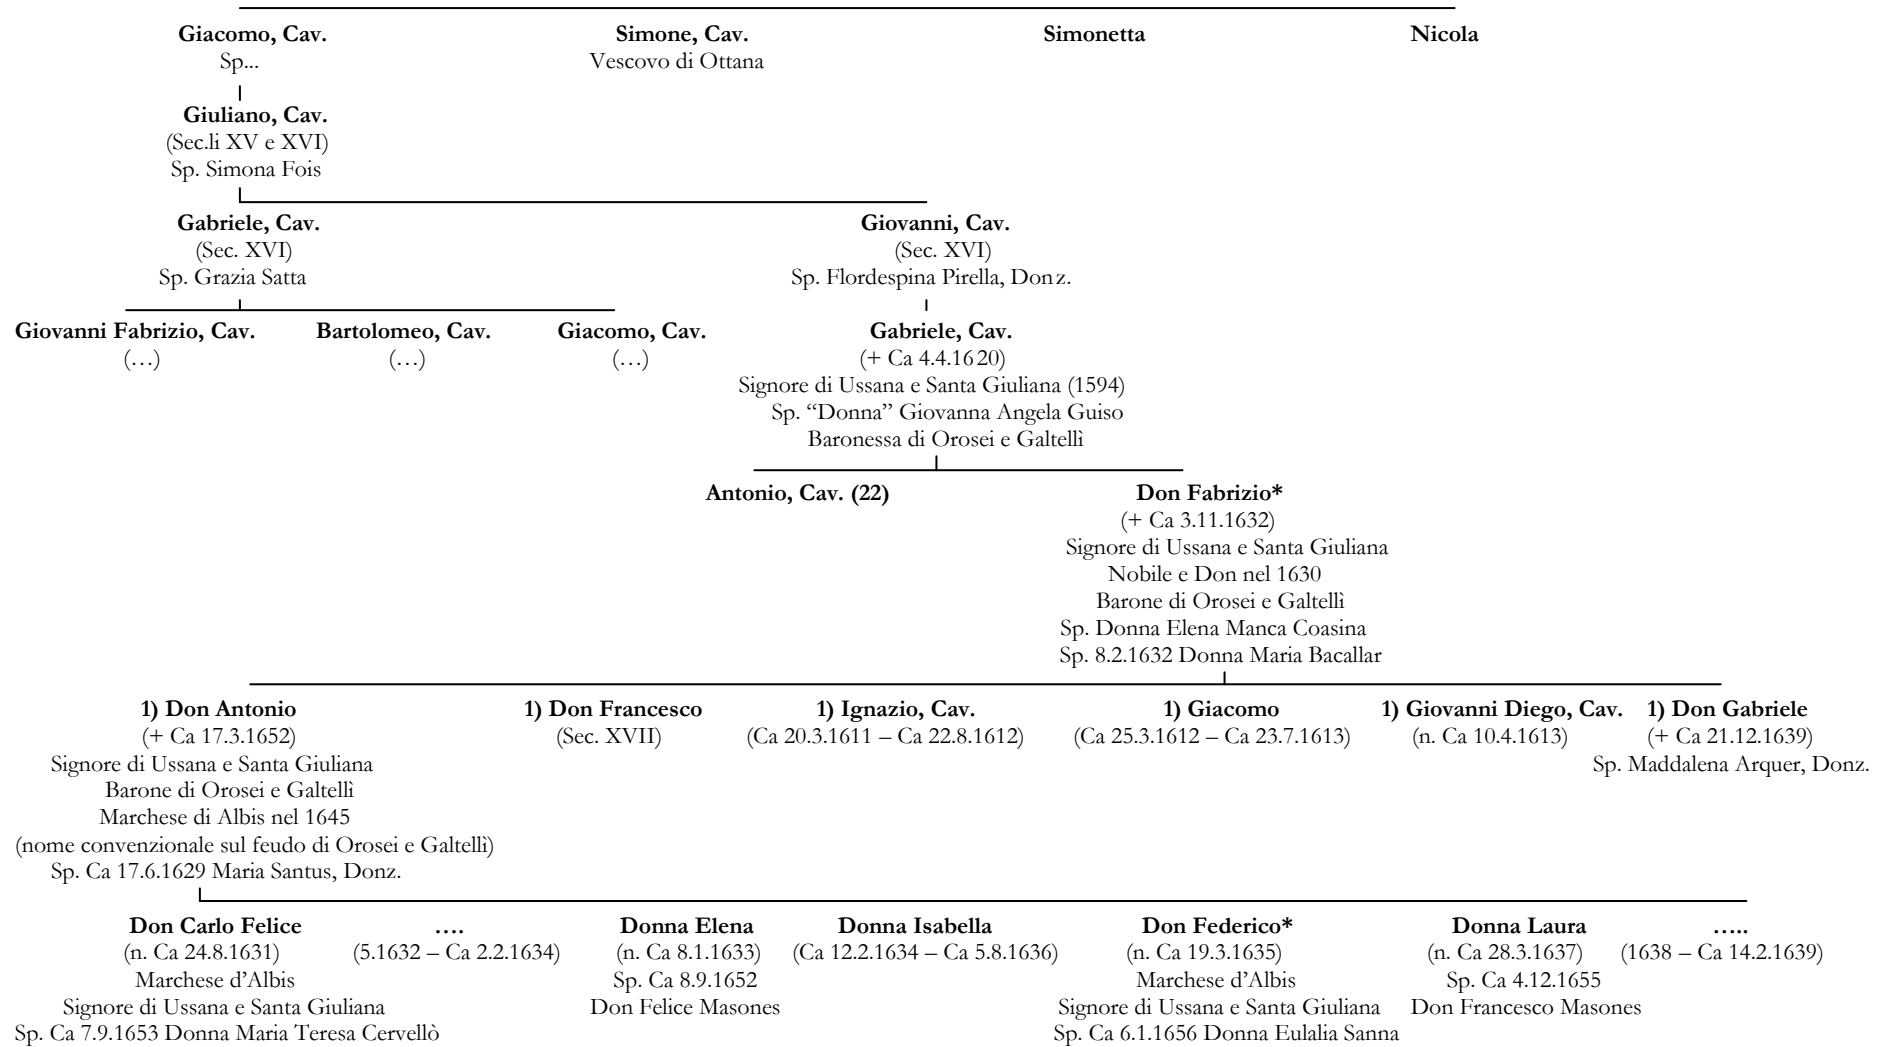 Giacomo, Cav. Simone, Cav. Simonetta Nicola
Sp... Vescovo di Ottana
Giuliano, Cav.
(Sec.li XV e XVI)
Sp. Simona Fois
Gabriele, Cav. Giovanni, Cav.
(Sec. XVI) (Sec. XVI)
Sp. Grazia Satta Sp. Flordespina Pirella, Donz.
Giovanni Fabrizio, Cav. Bartolomeo, Cav. Giacomo, Cav. Gabriele, Cav.
(…) (…) (…) (+ Ca 4.4.1620)
Signore di Ussana e Santa Giuliana (1594)
Sp. “Donna” Giovanna Angela Guiso
Baronessa di Orosei e Galtellì
Antonio, Cav. (22) Don Fabrizio*
(+ Ca 3.11.1632)
Signore di Ussana e Santa Giuliana
Nobile e Don nel 1630
Barone di Orosei e Galtellì
Sp. Donna Elena Manca Coasina
Sp. 8.2.1632 Donna Maria Bacallar
1) Don Antonio 1) Don Francesco 1) Ignazio, Cav. 1) Giacomo 1) Giovanni Diego, Cav. 1) Don Gabriele
(+ Ca 17.3.1652) (Sec. XVII) (Ca 20.3.1611 – Ca 22.8.1612) (Ca 25.3.1612 – Ca 23.7.1613) (n. Ca 10.4.1613) (+ Ca 21.12.1639)
Signore di Ussana e Santa Giuliana Sp. Maddalena Arquer, Donz.
Barone di Orosei e Galtellì
Marchese di Albis nel 1645
(nome convenzionale sul feudo di Orosei e Galtellì)
Sp. Ca 17.6.1629 Maria Santus, Donz.
Don Carlo Felice …. Donna Elena Donna Isabella Don Federico* Donna Laura …..
(n. Ca 24.8.1631) (5.1632 – Ca 2.2.1634) (n. Ca 8.1.1633) (Ca 12.2.1634 – Ca 5.8.1636) (n. Ca 19.3.1635) (n. Ca 28.3.1637) (1638 – Ca 14.2.1639)
Marchese d’Albis Sp. Ca 8.9.1652 Marchese d’Albis Sp. Ca 4.12.1655
Signore di Ussana e Santa Giuliana Don Felice Masones Signore di Ussana e Santa Giuliana Don Francesco Masones
Sp. Ca 7.9.1653 Donna Maria Teresa Cervellò Sp. Ca 6.1.1656 Donna Eulalia Sanna